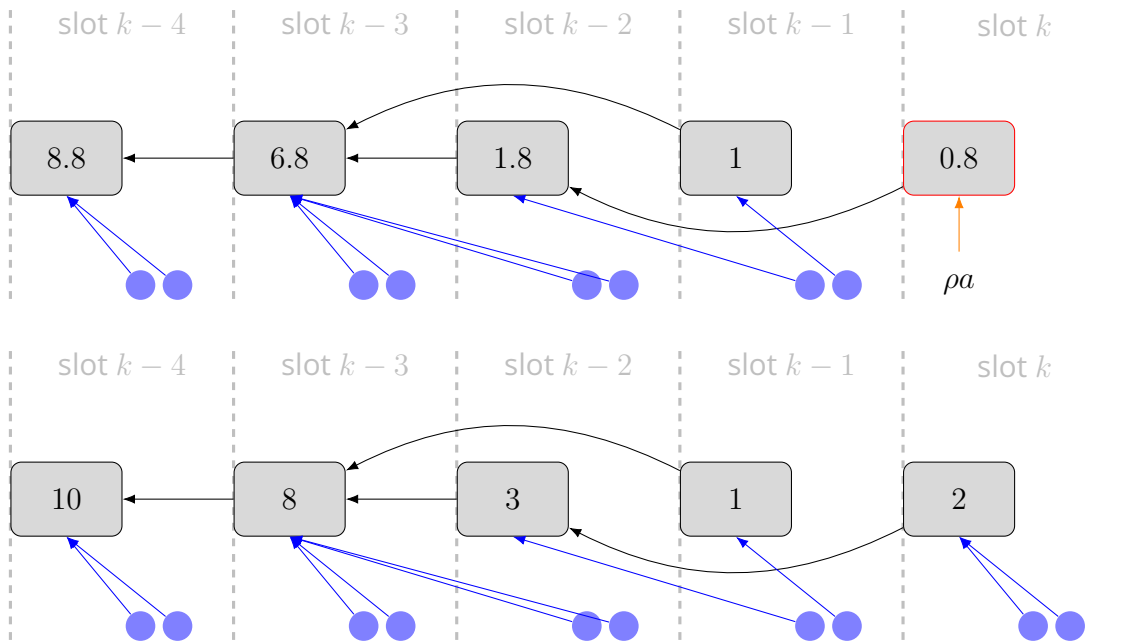 slot k − 4 slot k − 3 slot k − 2 slot k − 1 slot k
8.8 6.8 1.8 1 0.8
ρa
slot k − 4 slot k − 3 slot k − 2 slot k − 1 slot k
10 8 3 1 2